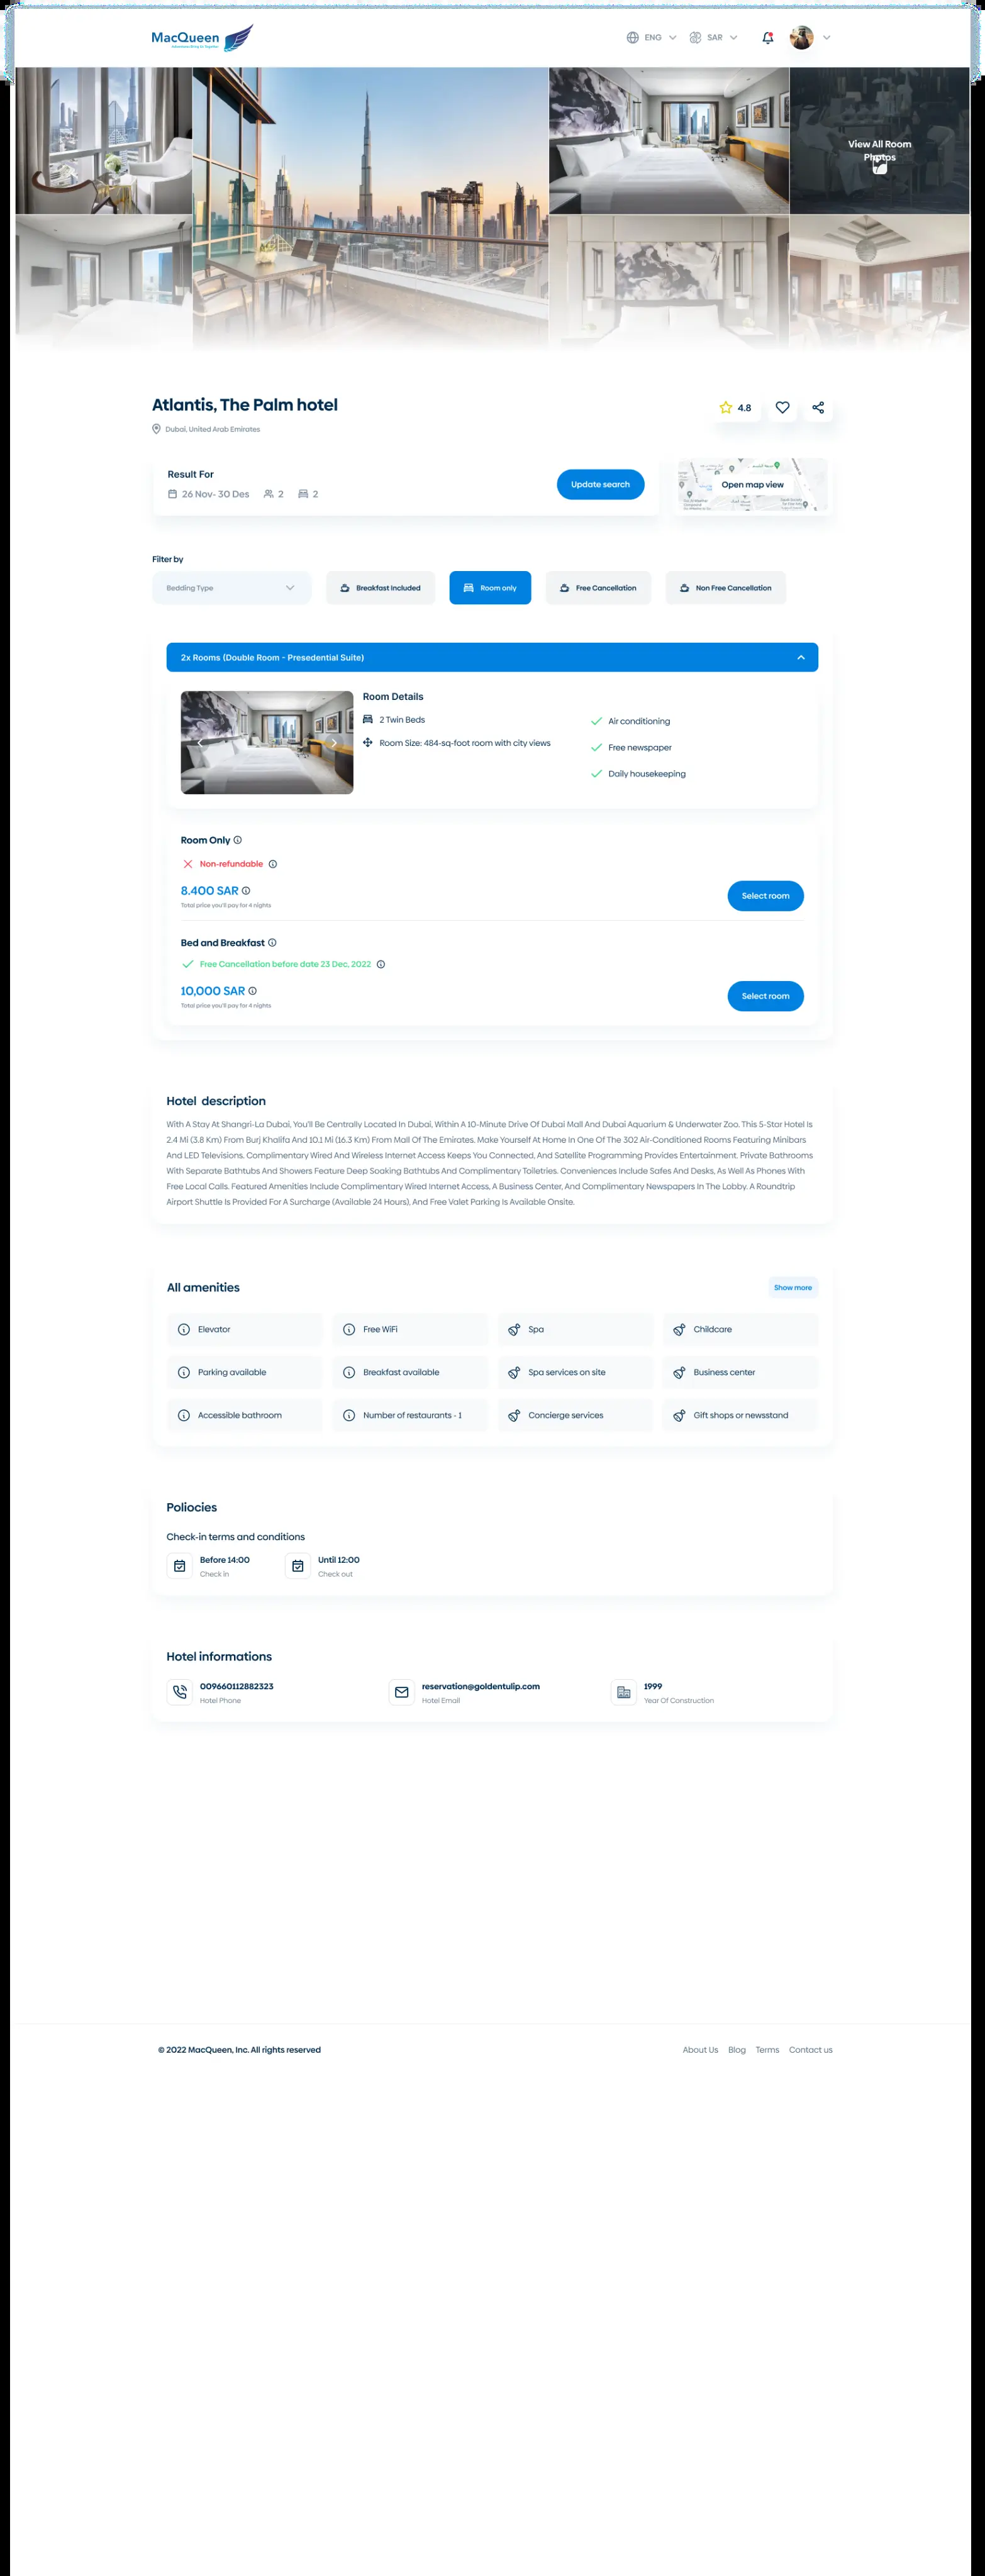 MacQueen
ENG
SAR
View All Room
Photos
Atlantis, The Palm hotel
4.8
Dubai, United Arab Emirates
Result For
26 Nov- 30 Des
2
2
Update search
Open map view
Filter by
Bedding Type
Breakfast Included
Room only
Free Cancellation
Non Free Cancellation
2x Rooms (Double Room - Presedential Suite)
Room Details
2 Twin Beds
Room Size: 484-sq-foot room with city views
Air conditioning
Free newspaper
Daily housekeeping
Room Only
Non-refundable
8.400 SAR
Total price you'll pay for 4 nights
Select room
Bed and Breakfast
Free Cancellation before date 23 Dec, 2022
10,000 SAR
Total price you'll pay for 4 nights
Select room
Hotel description
With A Stay At Shangri-La Dubai, You'll Be Centrally Located In Dubai, Within A 10-Minute Drive Of Dubai Mall And Dubai Aquarium & Underwater Zoo. This 5-Star Hotel Is
2.4 Mi (3.8 Km) From Burj Khalifa And 10.1 Mi (16.3 Km) From Mall Of The Emirates. Make Yourself At Home In One Of The 302 Air-Conditioned Rooms Featuring Minibars
And LED Televisions. Complimentary Wired And Wireless Internet Access Keeps You Connected, And Satellite Programming Provides Entertainment. Private Bathrooms
With Separate Bathtubs And Showers Feature Deep Soaking Bathtubs And Complimentary Toiletries. Conveniences Include Safes And Desks, As Well As Phones With
Free Local Calls. Featured Amenities Include Complimentary Wired Internet Access, A Business Center, And Complimentary Newspapers In The Lobby. A Roundtrip
Airport Shuttle Is Provided For A Surcharge (Available 24 Hours), And Free Valet Parking Is Available Onsite.
All amenities
Show more
Elevator
Free WiFi
Spa
Childcare
Parking available
Breakfast available
Spa services on site
Business center
Accessible bathroom
Number of restaurants - 1
Concierge services
Gift shops or newsstand
Poliocies
Check-in terms and conditions
Before 14:00
Check in
Until 12:00
Check out
Hotel informations
009660112882323
Hotel Phone
reservation@goldentulip.com
Hotel Email
1999
Year Of Construction
© 2022 MacQueen, Inc. All rights reserved
About Us
Blog
Terms
Contact us